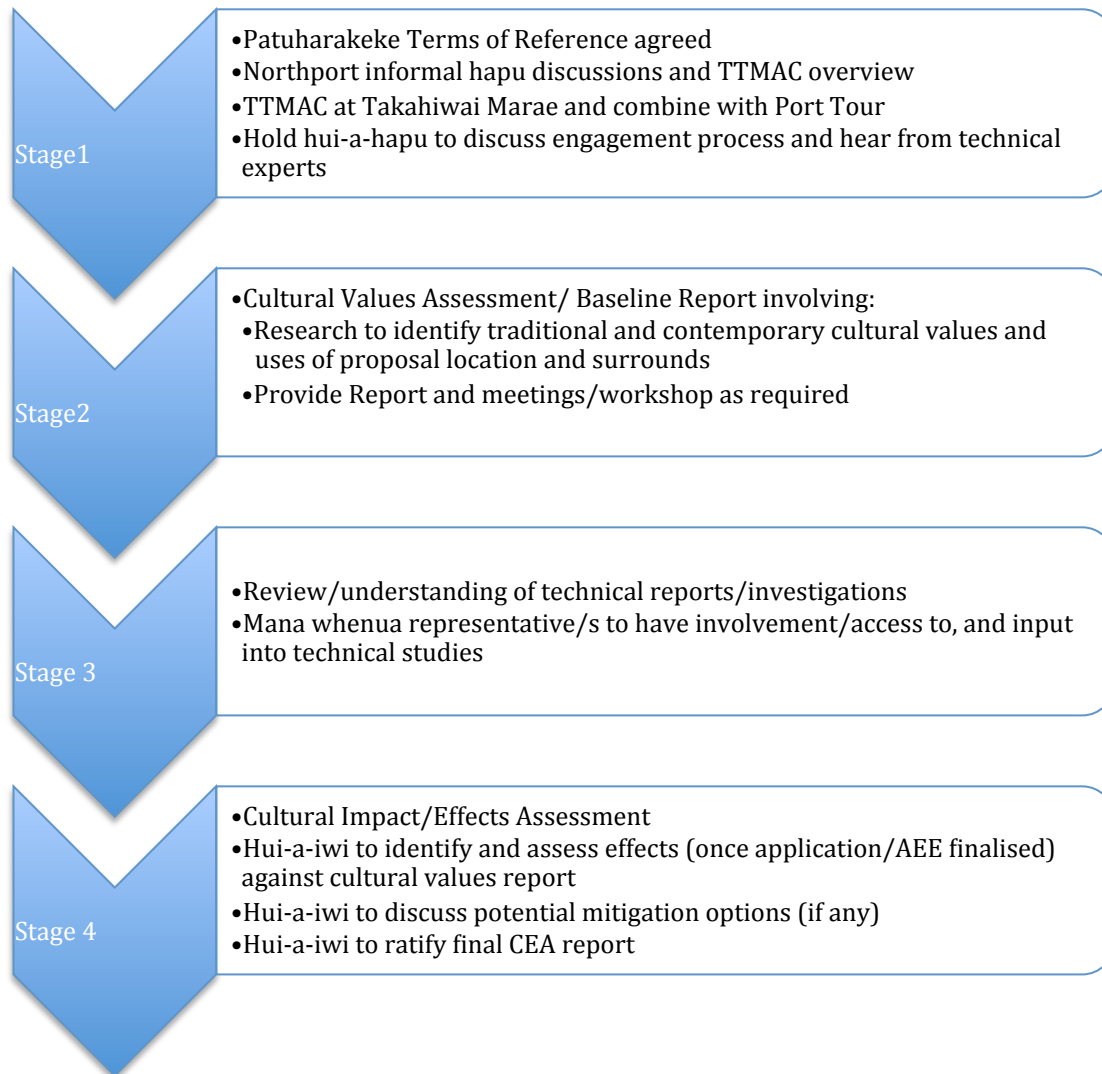 Stage1
•Patuharakeke Terms of Reference agreed
•Northport informal hapu discussions and TTMAC overview
•TTMAC at Takahiwai Marae and combine with Port Tour
•Hold hui-a-hapu to discuss engagement process and hear from technical
experts
Stage2
•Cultural Values Assessment/ Baseline Report involving:
•Research to identify traditional and contemporary cultural values and
uses of proposal location and surrounds
•Provide Report and meetings/workshop as required
Stage 3
•Review/understanding of technical reports/investigations
•Mana whenua representative/s to have involvement/access to, and input
into technical studies
Stage 4
•Cultural Impact/Effects Assessment
•Hui-a-iwi to identify and assess effects (once application/AEE finalised)
against cultural values report
•Hui-a-iwi to discuss potential mitigation options (if any)
•Hui-a-iwi to ratify final CEA report